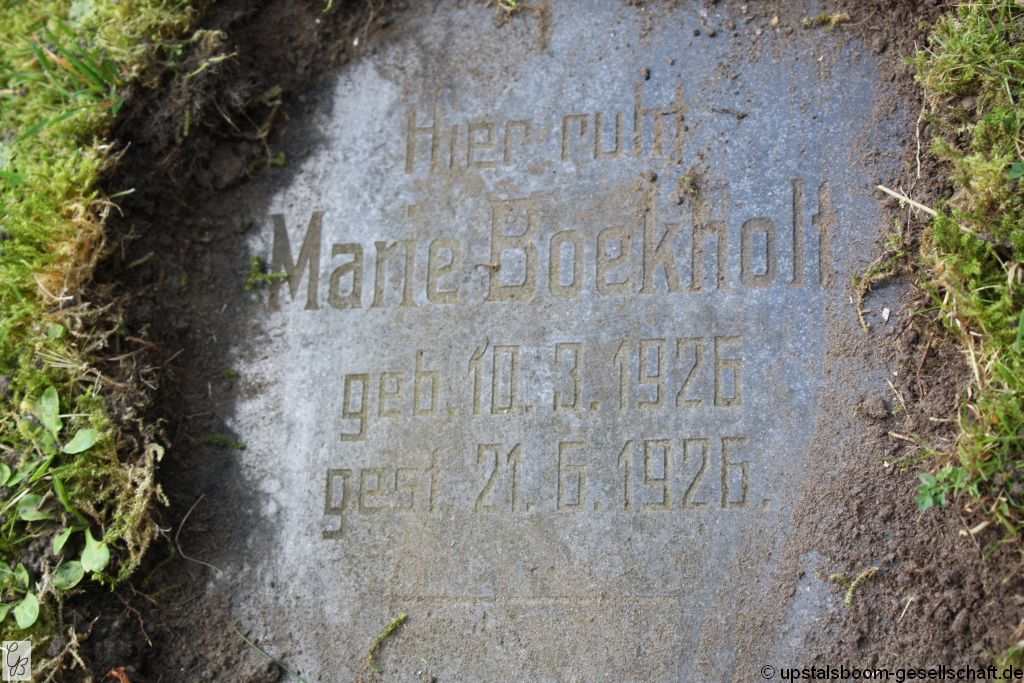 Hier ruht
Marie Boekholt
geb. 10. 3. 1926
gest. 21. 6. 1926.
© upstalsboom-gesellschaft.de